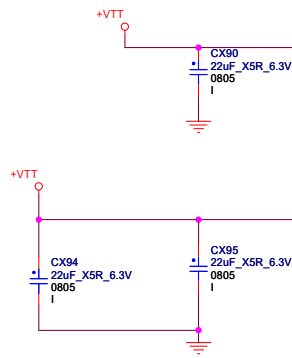 +VTT
CX90
22uF_X5R_6.3V
0805
I
+VTT
CX94
22uF_X5R_6.3V
0805
I
CX95
22uF_X5R_6.3V
0805
I